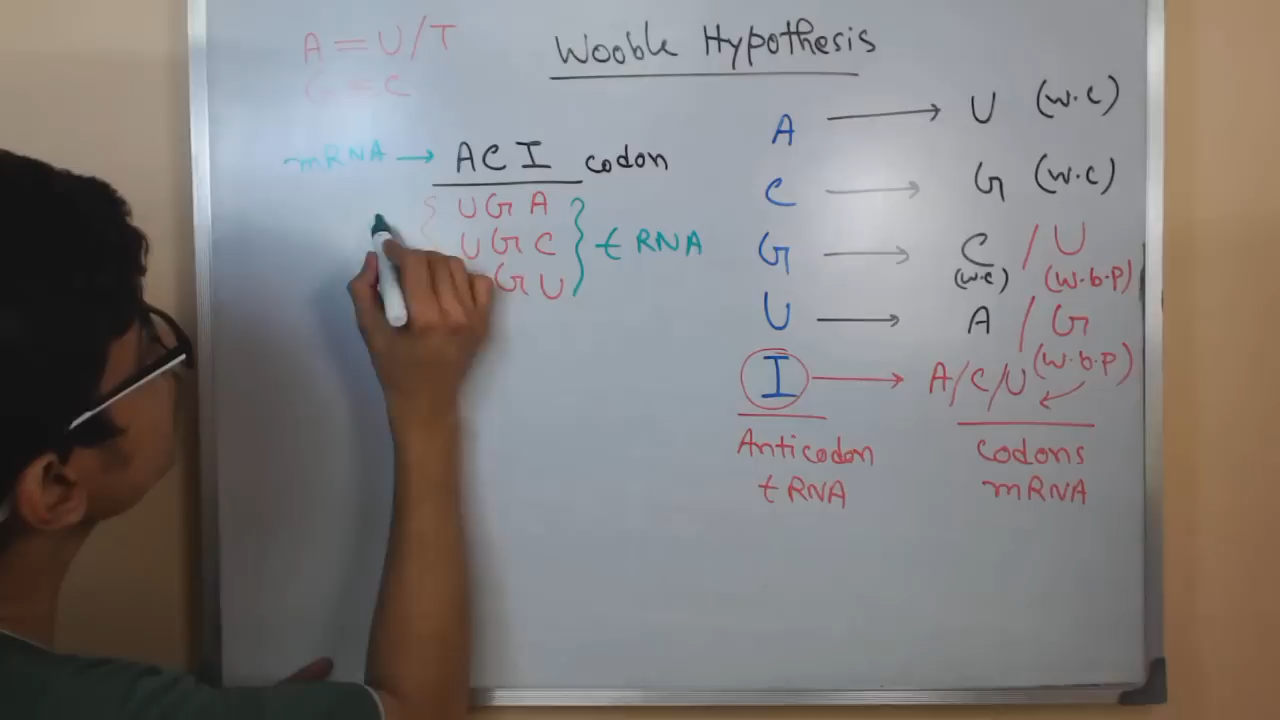 A = U/T
G ≡ C
Wooble Hypothesis
mRNA → ACI codon
UGA
UGC
GU
} tRNA
A → U (w.c)
C → G (w.c)
G → C / U
(w.c) (w.b.p)
U → A / G
I → A/C/U (w.b.p)
Anticodon
tRNA
codons
mRNA